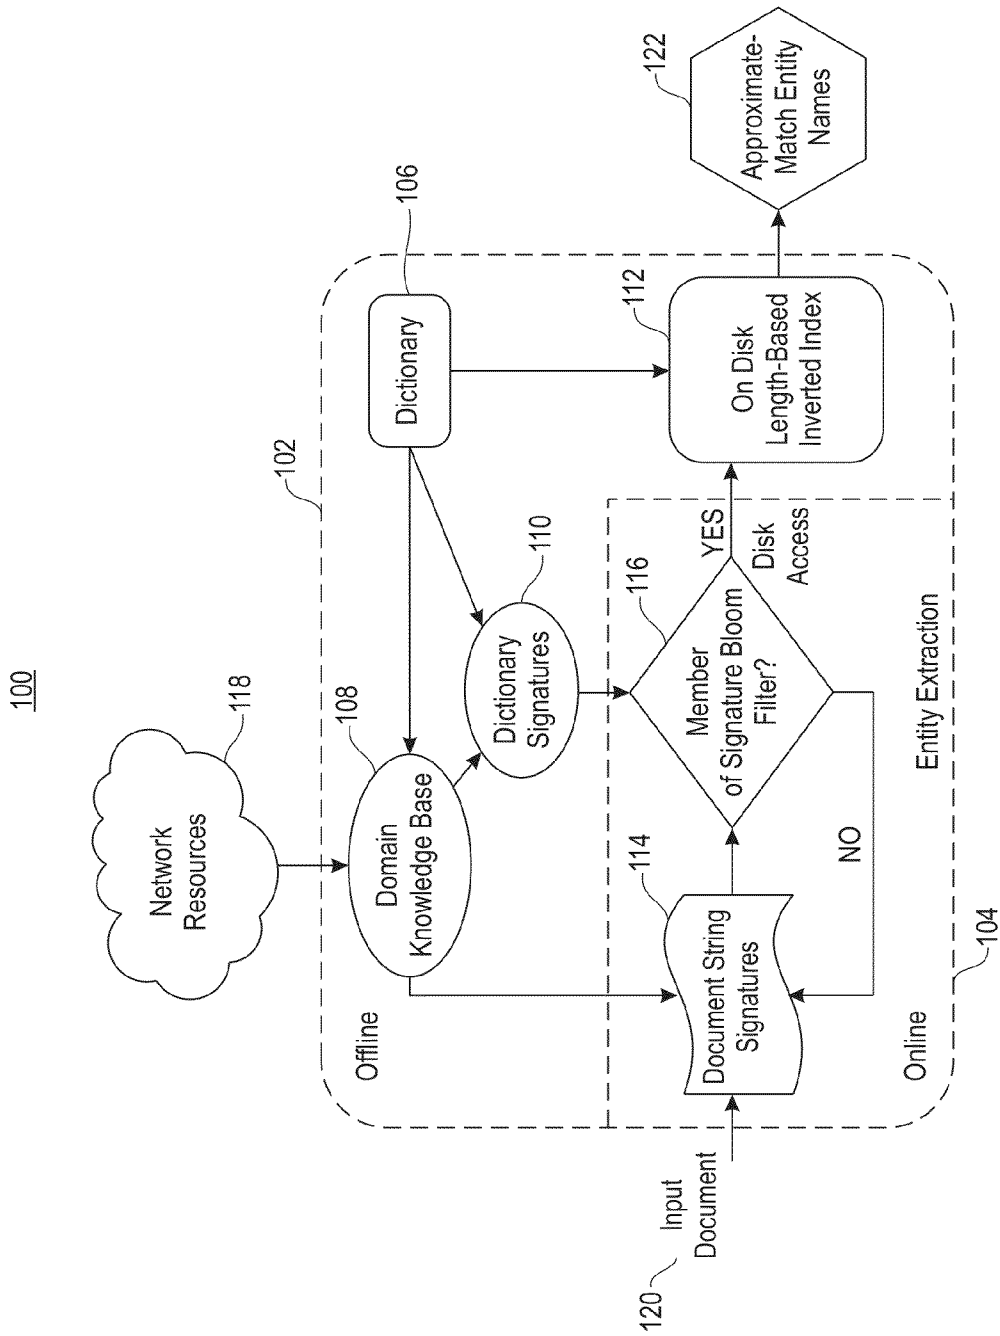 100
Network
Resources
118
102
Offline
Domain
Knowledge Base
108
Dictionary
106
Dictionary
Signatures
110
120
Input
Document
Document String
Signatures
114
Member
of Signature Bloom
Filter?
116
YES
Disk
Access
NO
On Disk
Length-Based
Inverted Index
112
Approximate-
Match Entity
Names
122
Online
Entity Extraction
104